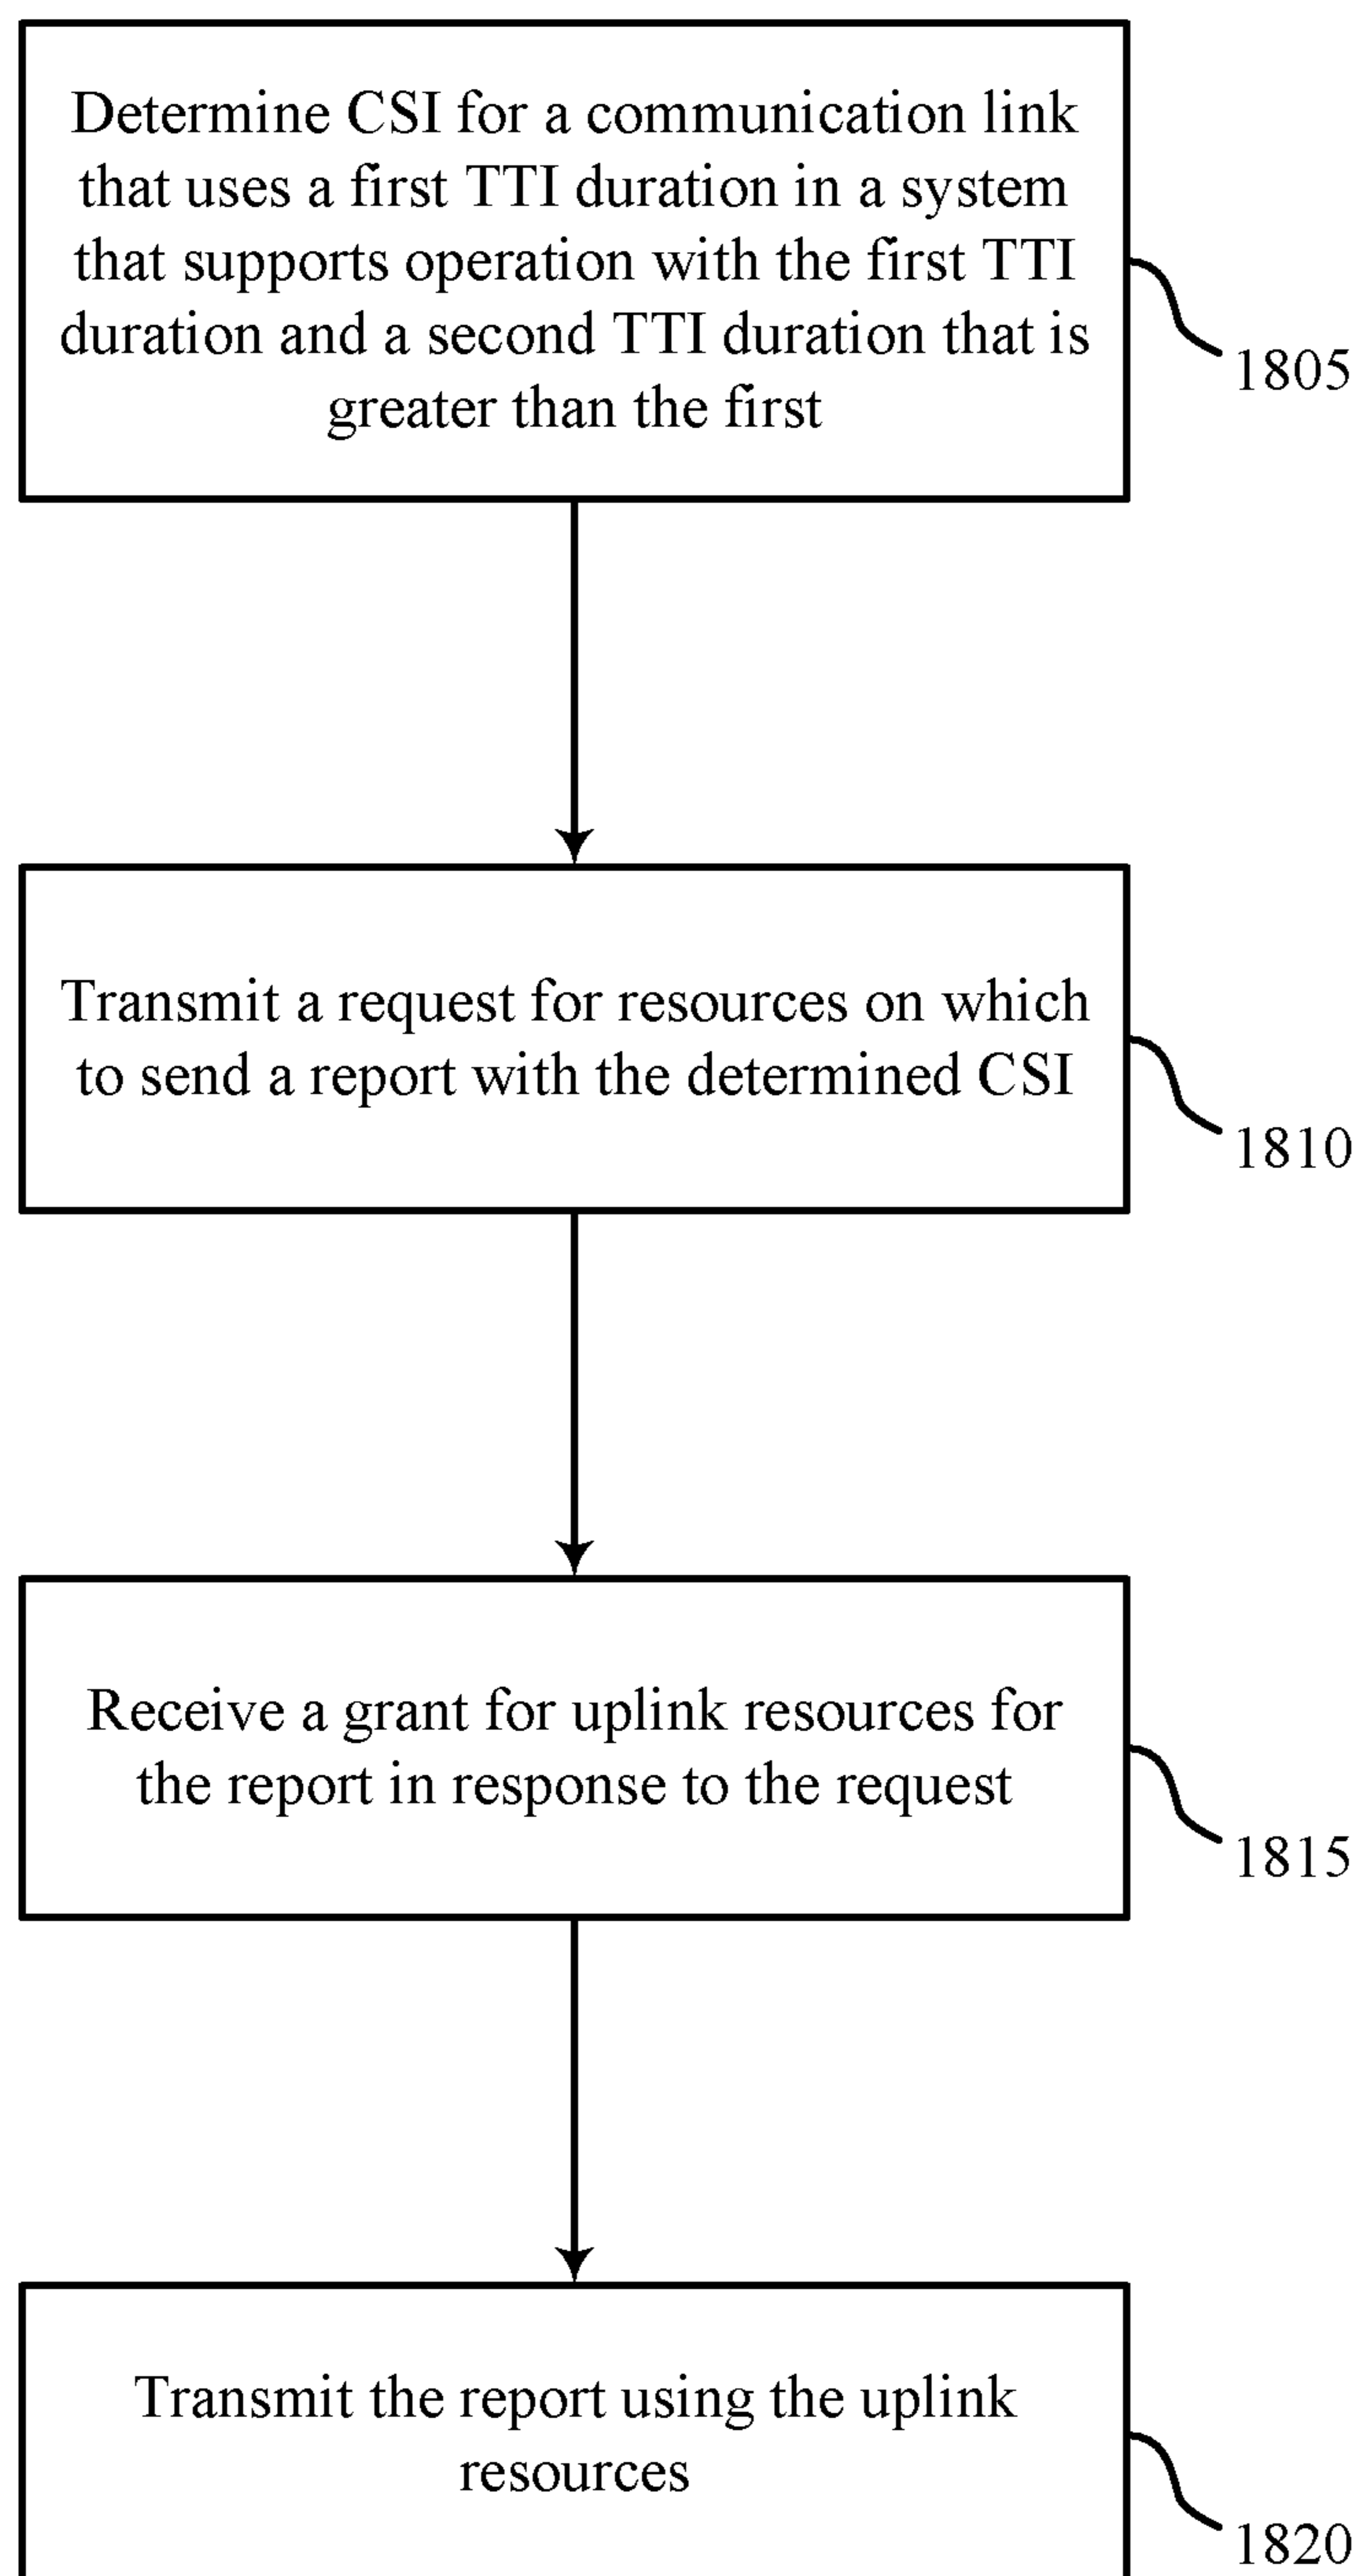 Determine CSI for a communication link
that uses a first TTI duration in a system
that supports operation with the first TTI
duration and a second TTI duration that is
greater than the first
1805
Transmit a request for resources on which
to send a report with the determined CSI
1810
Receive a grant for uplink resources for
the report in response to the request
1815
Transmit the report using the uplink
resources
1820